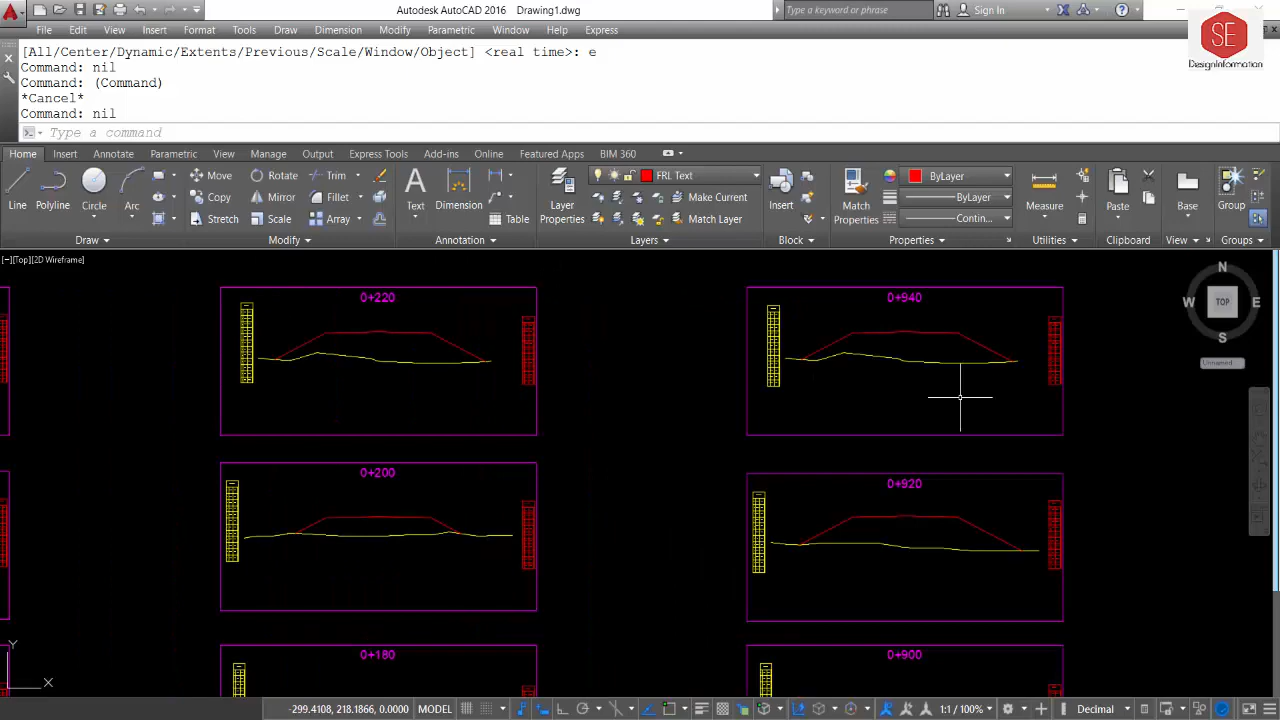 Autodesk AutoCAD 2016 Drawing1.dwg
Type a keyword or phrase
Sign In
SE
DesignInformation
File Edit View Insert Format Tools Draw Dimension Modify Parametric Window Help Express
[All/Center/Dynamic/Extents/Previous/Scale/Window/Object] <real time>: e
Command: nil
Command: (Command)
*Cancel*
Command: nil
Type a command
Home Insert Annotate Parametric View Manage Output Express Tools Add-ins Online Featured Apps BIM 360
Line Polyline Circle Arc
Move Rotate Trim
Copy Mirror Fillet
Stretch Scale Array
Text Dimension Table
Layer Properties
FRL Text
Make Current
Match Layer
Insert
Match Properties
ByLayer
ByLayer
Contin...
Measure
Paste
Base
Group
Draw Modify Annotation Layers Block Properties Utilities Clipboard View Groups
[−][Top][2D Wireframe]
0+220
0+940
0+200
0+920
0+180
0+900
N
W TOP E
S
Unnamed
Y
X
-299.4108, 218.1866, 0.0000 MODEL 1:1 / 100% Decimal